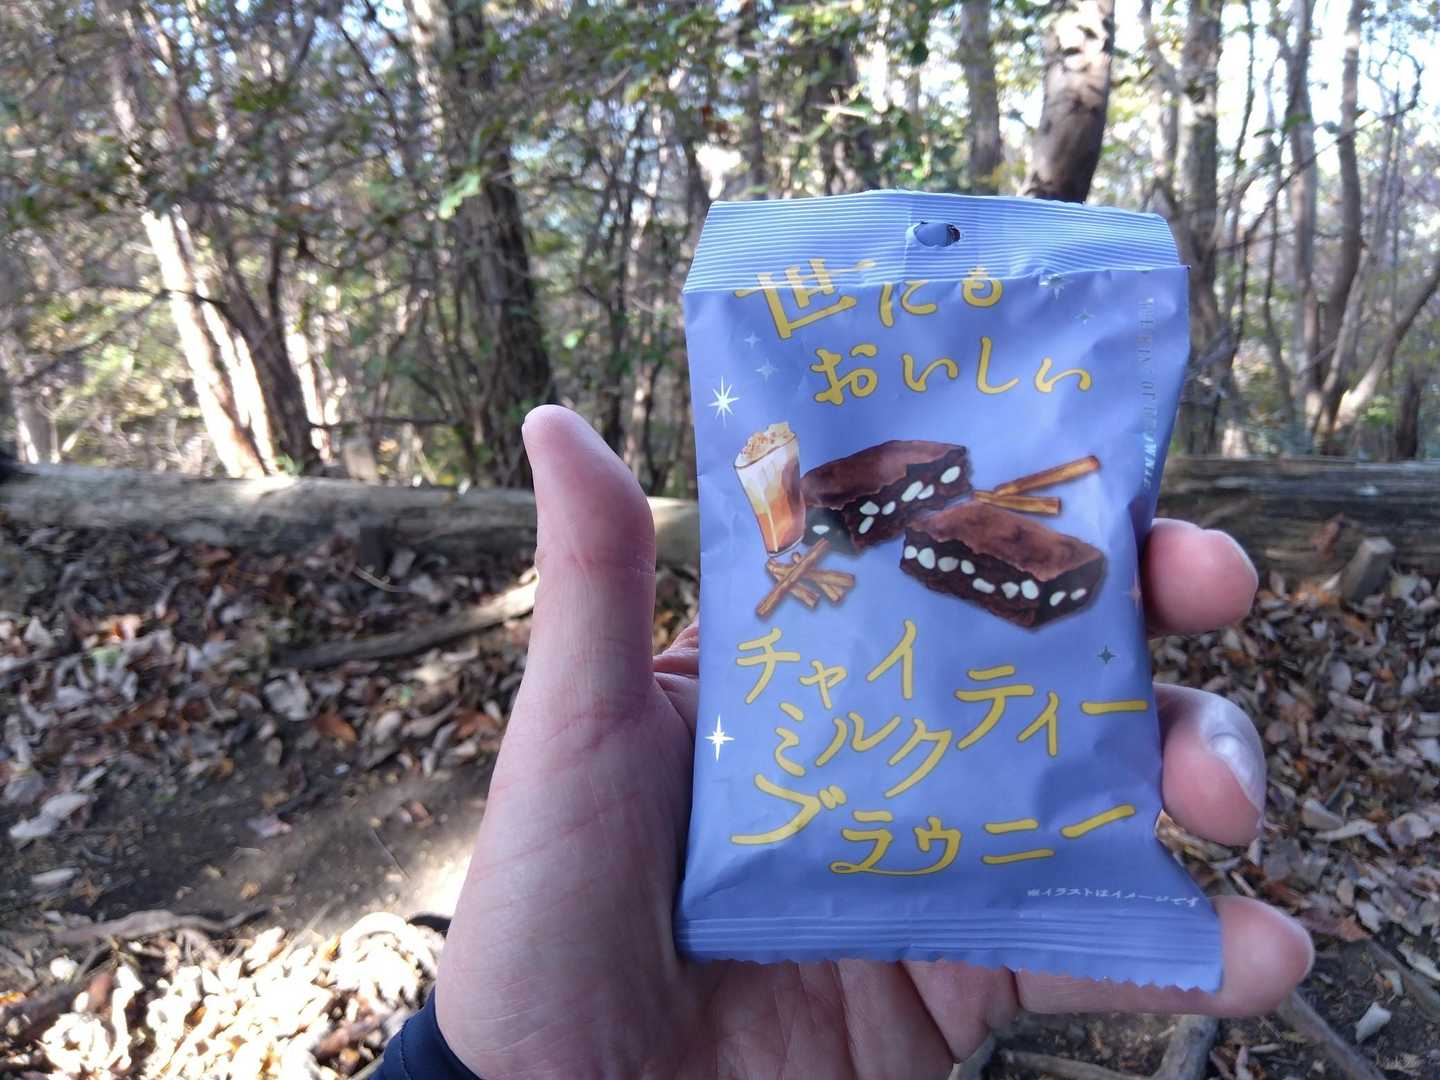 世にも
おいしい
チャイ
ミルクティー
ブラウニー
※イラストはイメージです